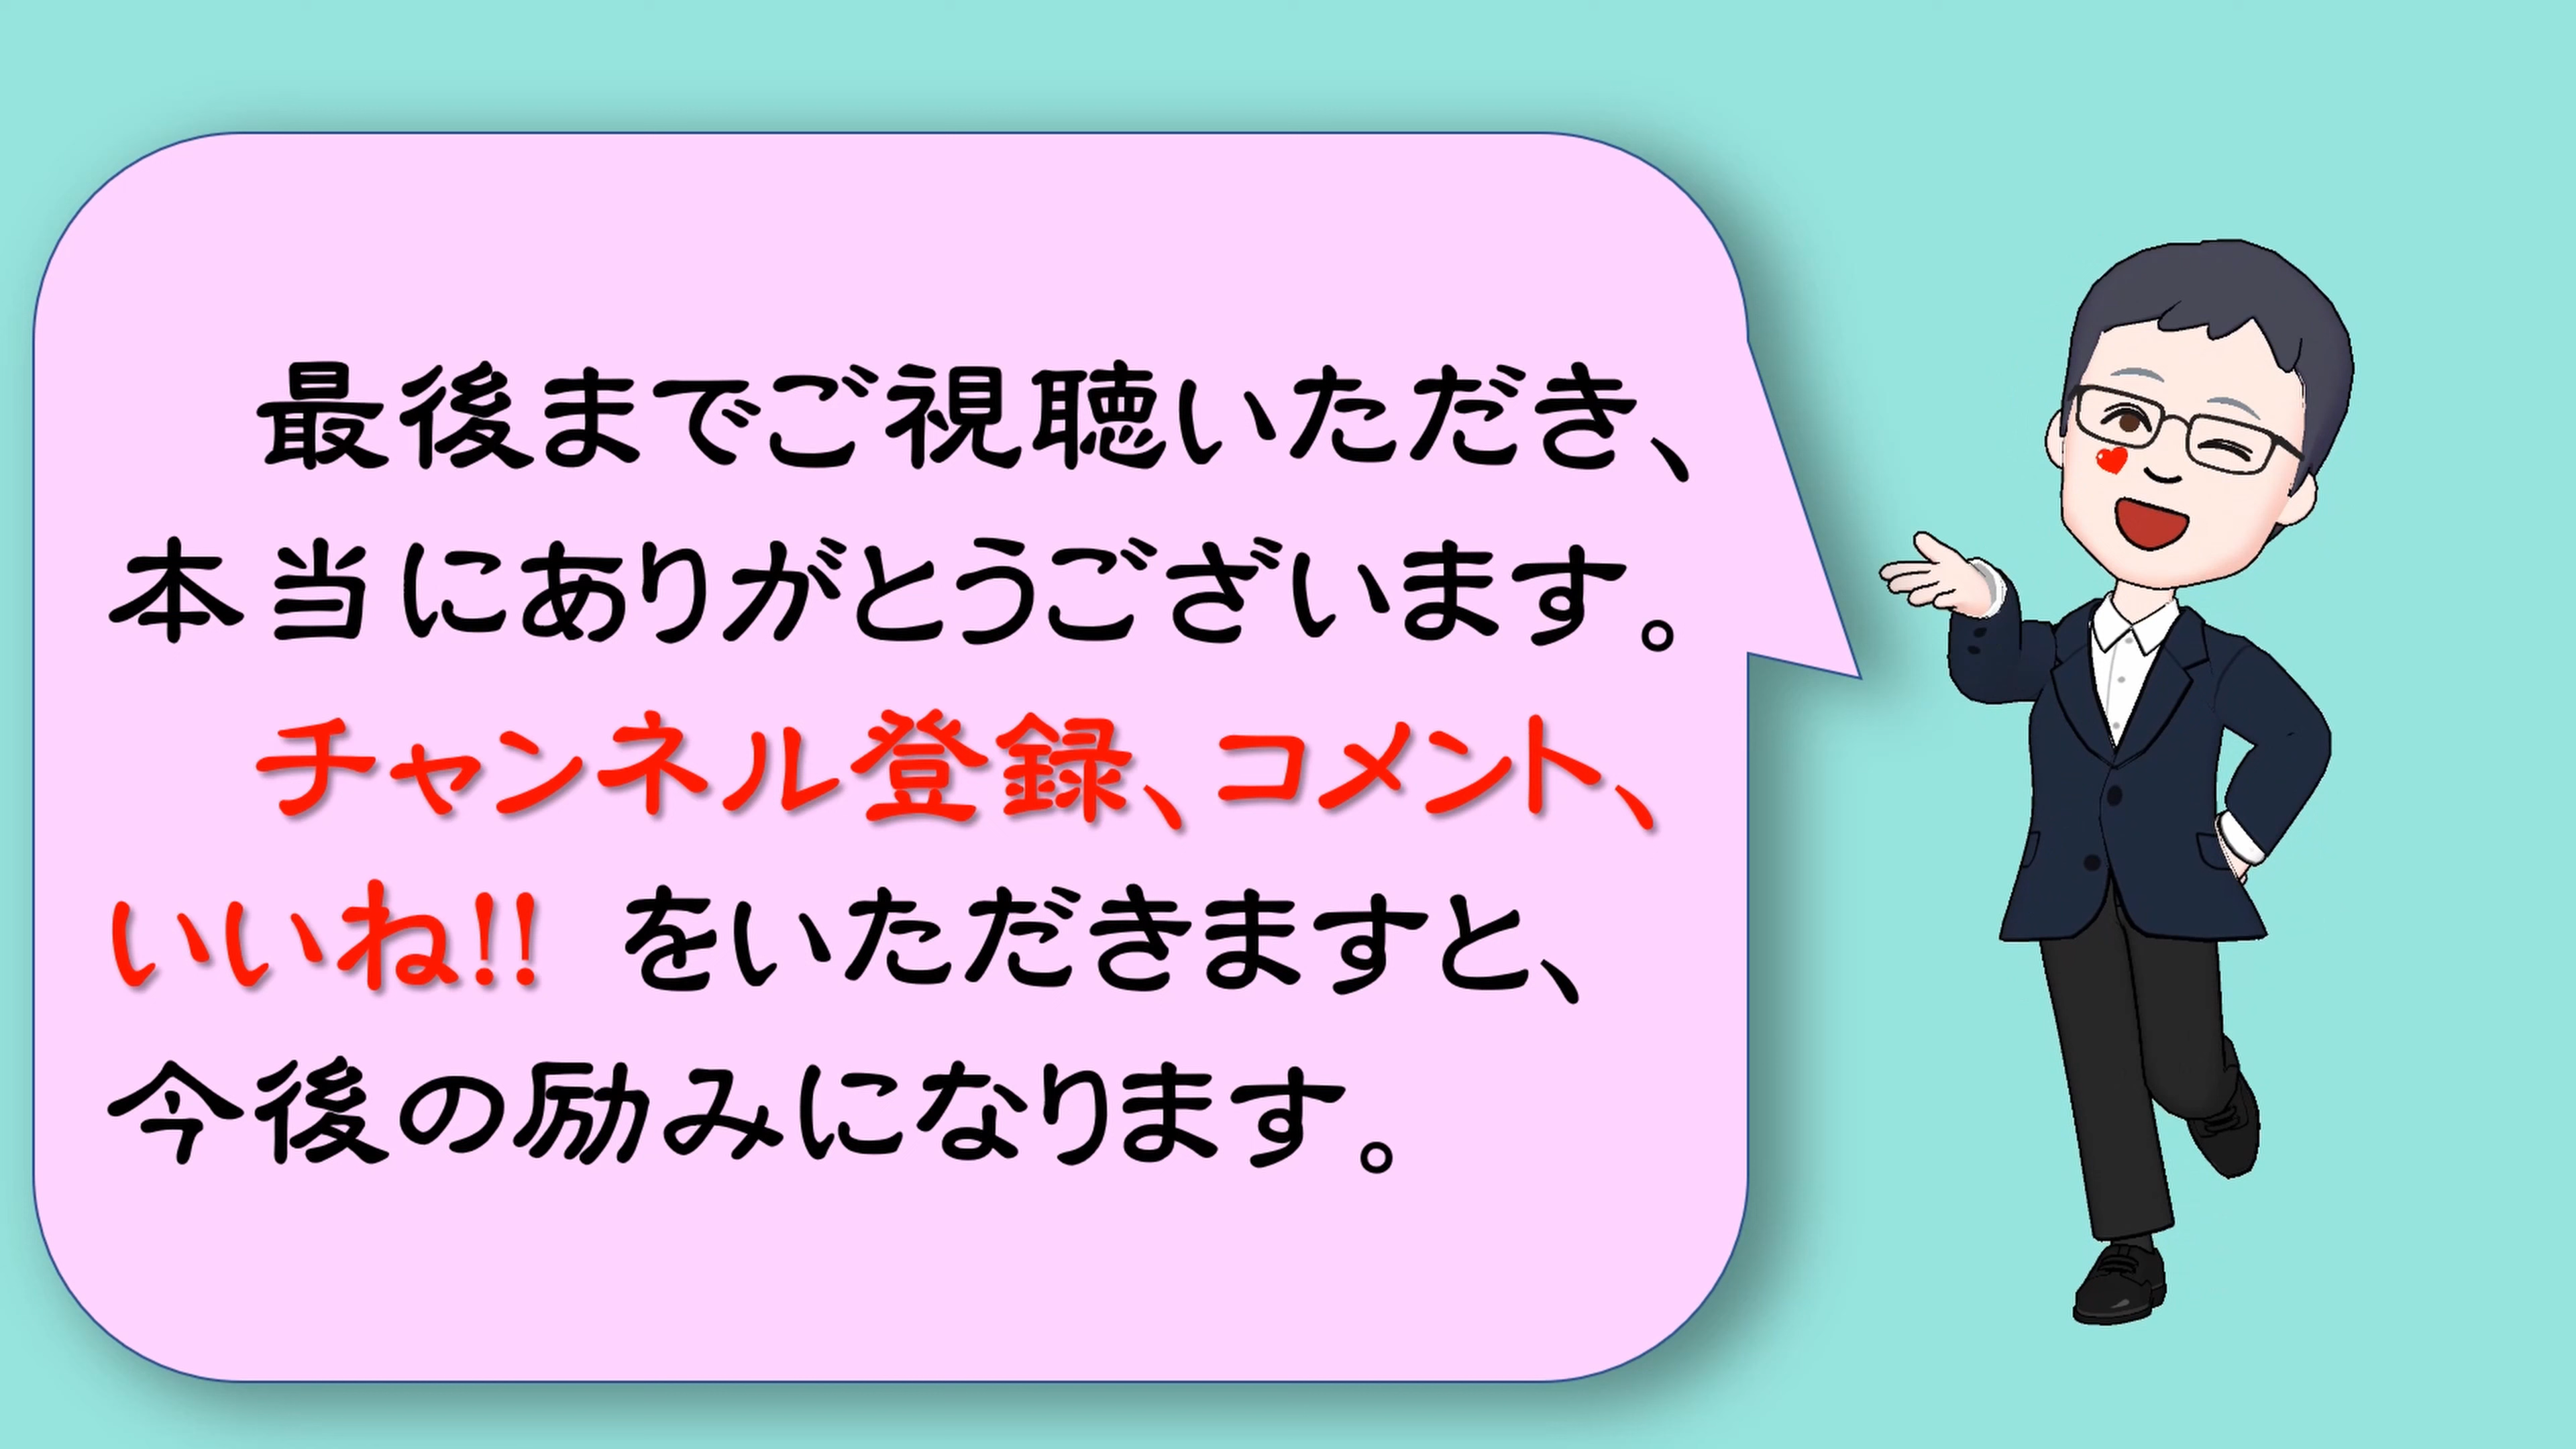 最後までご視聴いただき、
本当にありがとうございます。
チャンネル登録、コメント、
いいね!! をいただきますと、
今後の励みになります。